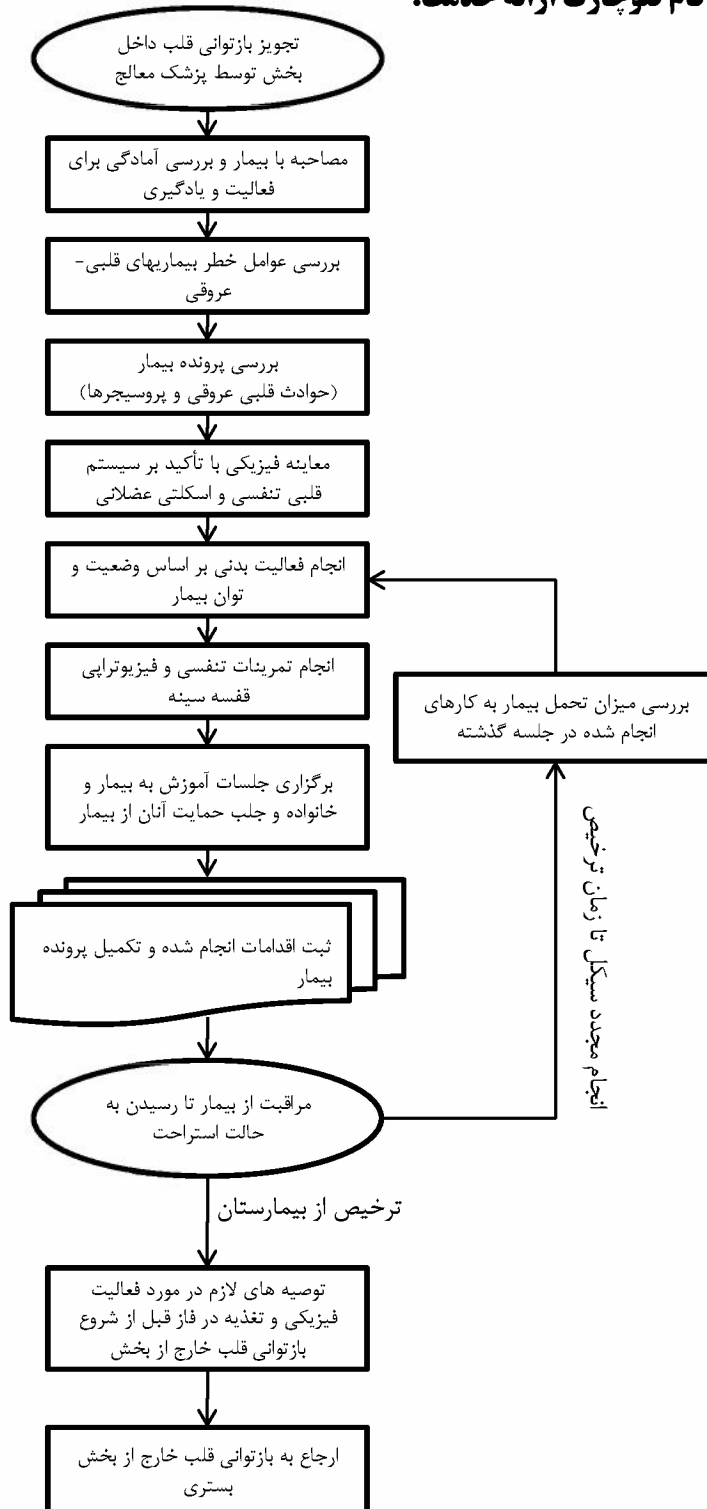 تجویز بازتوانی قلب داخل
بخش توسط پزشک معالج
مصاحبه با بیمار و بررسی آمادگی برای
فعالیت و یادگیری
بررسی عوامل خطر بیماریهای قلبی-
عروقی
بررسی پرونده بیمار
(حوادث قلبی عروقی و پروسیجرها)
معاینه فیزیکی با تأکید بر سیستم
قلبی تنفسی و اسکلتی عضلانی
انجام فعالیت بدنی بر اساس وضعیت و
توان بیمار
انجام تمرینات تنفسی و فیزیوتراپی
قفسه سینه
بررسی میزان تحمل بیمار به کارهای
انجام شده در جلسه گذشته
برگزاری جلسات آموزش به بیمار و
خانواده و جلب حمایت آنان از بیمار
انجام مجدد سیکل تا زمان ترخیص
ثبت اقدامات انجام شده و تکمیل پرونده
بیمار
مراقبت از بیمار تا رسیدن به
حالت استراحت
ترخیص از بیمارستان
توصیه های لازم در مورد فعالیت
فیزیکی و تغذیه در فاز قبل از شروع
بازتوانی قلب خارج از بخش
ارجاع به بازتوانی قلب خارج از بخش
بستری